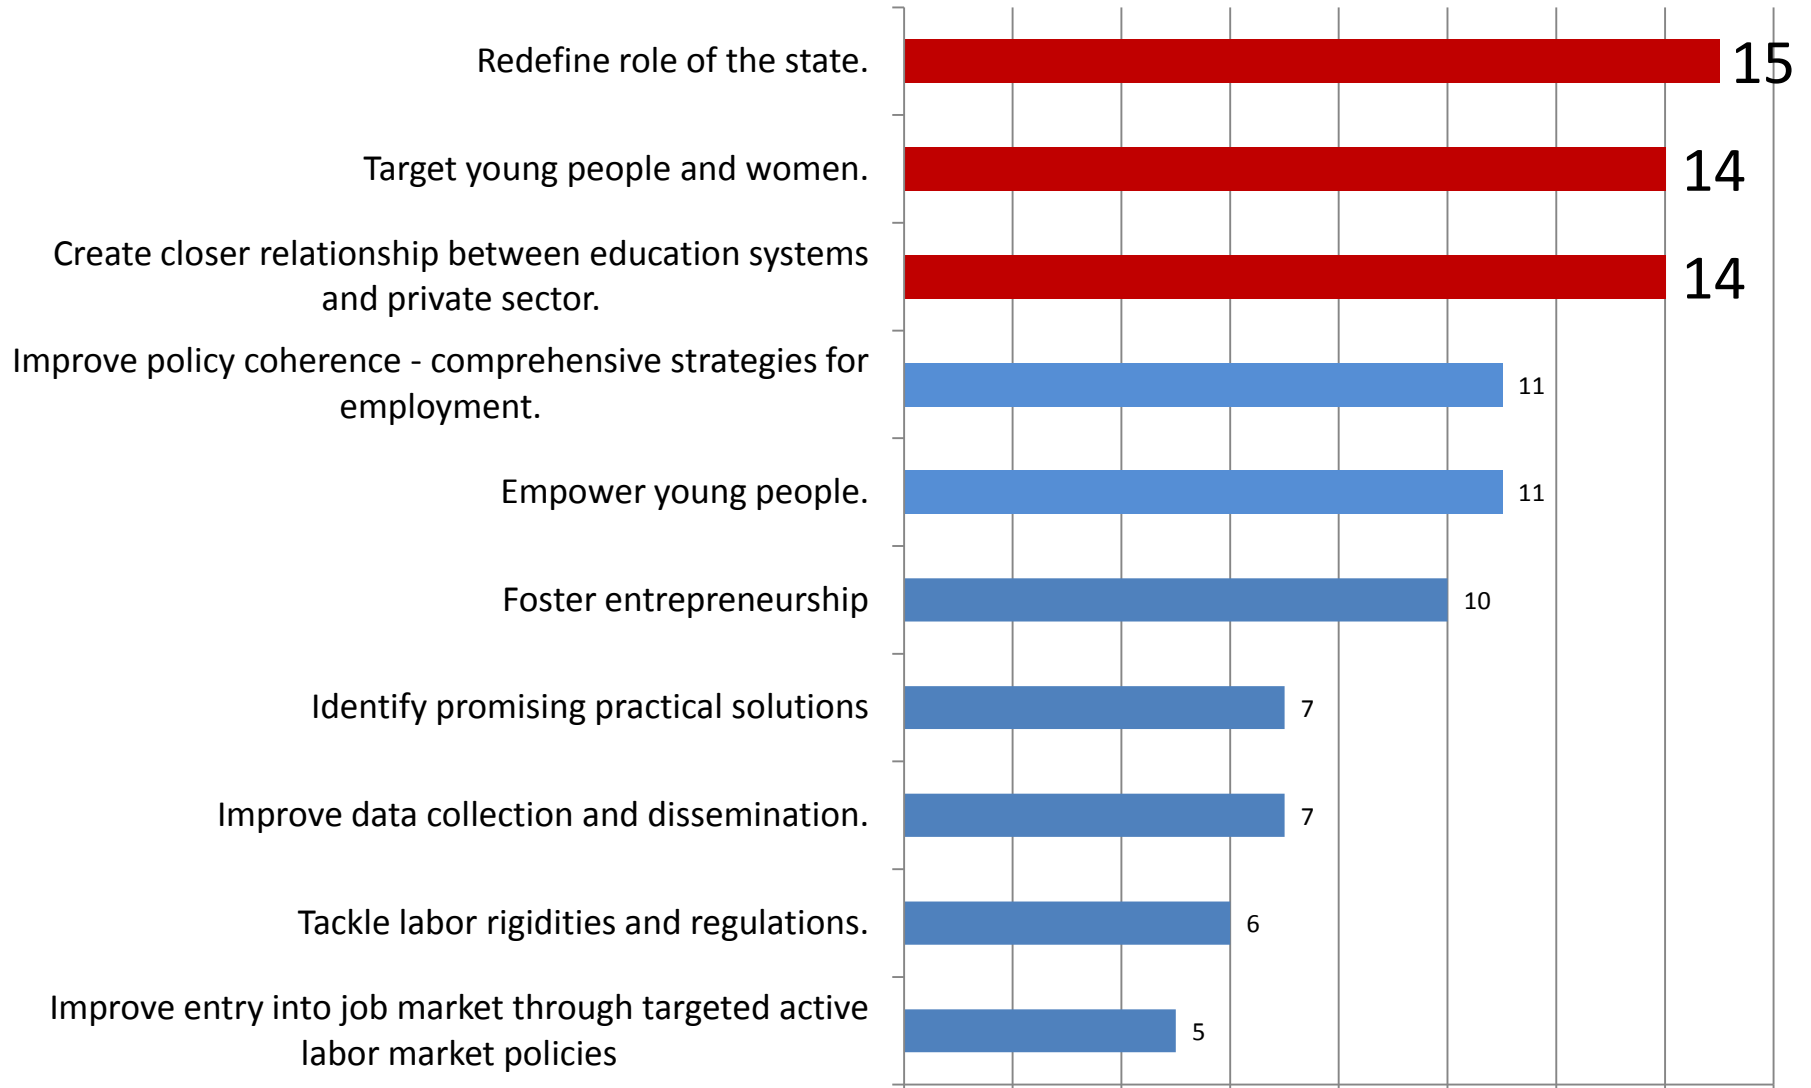 Redefine role of the state.
15
Target young people and women.
14
Create closer relationship between education systems
and private sector.
14
Improve policy coherence - comprehensive strategies for
employment.
11
Empower young people.
11
Foster entrepreneurship
10
Identify promising practical solutions
7
Improve data collection and dissemination.
7
Tackle labor rigidities and regulations.
6
Improve entry into job market through targeted active
labor market policies
5